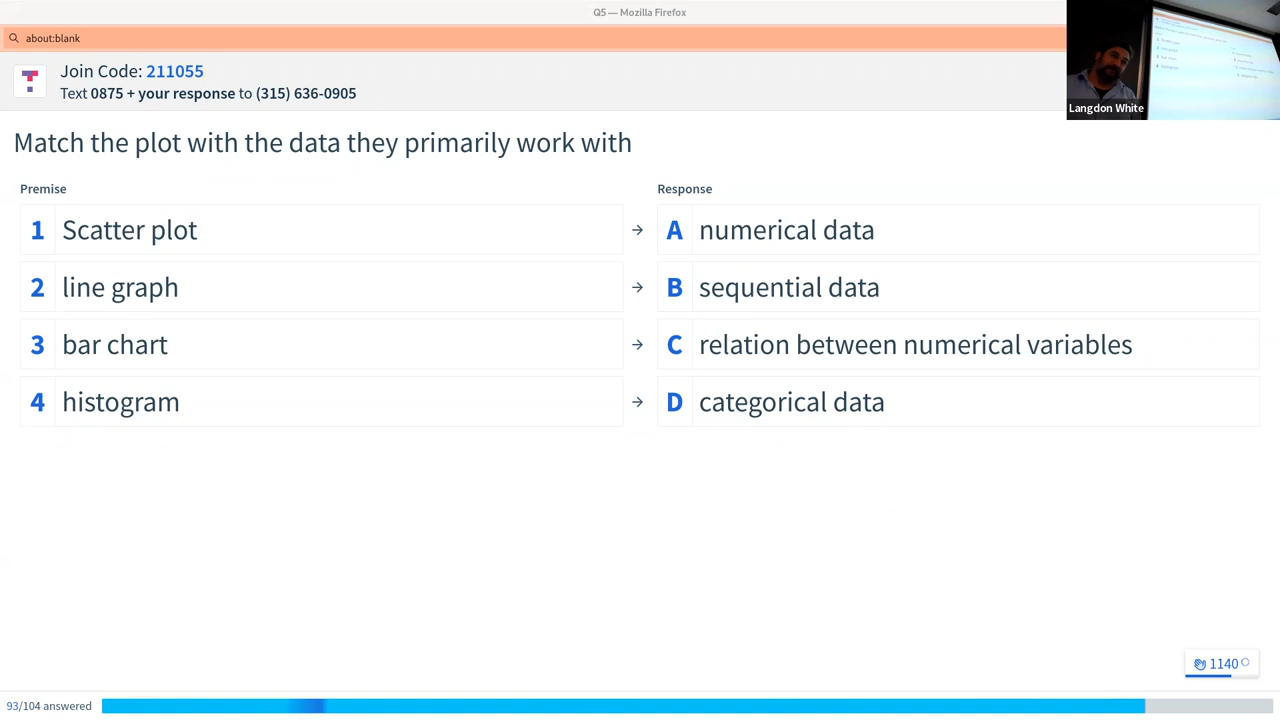 Q5 — Mozilla Firefox
about:blank
Join Code: 211055
Text 0875 + your response to (315) 636-0905
Langdon White
Match the plot with the data they primarily work with
Premise
Response
1 Scatter plot → A numerical data
2 line graph → B sequential data
3 bar chart → C relation between numerical variables
4 histogram → D categorical data
1140
93/104 answered